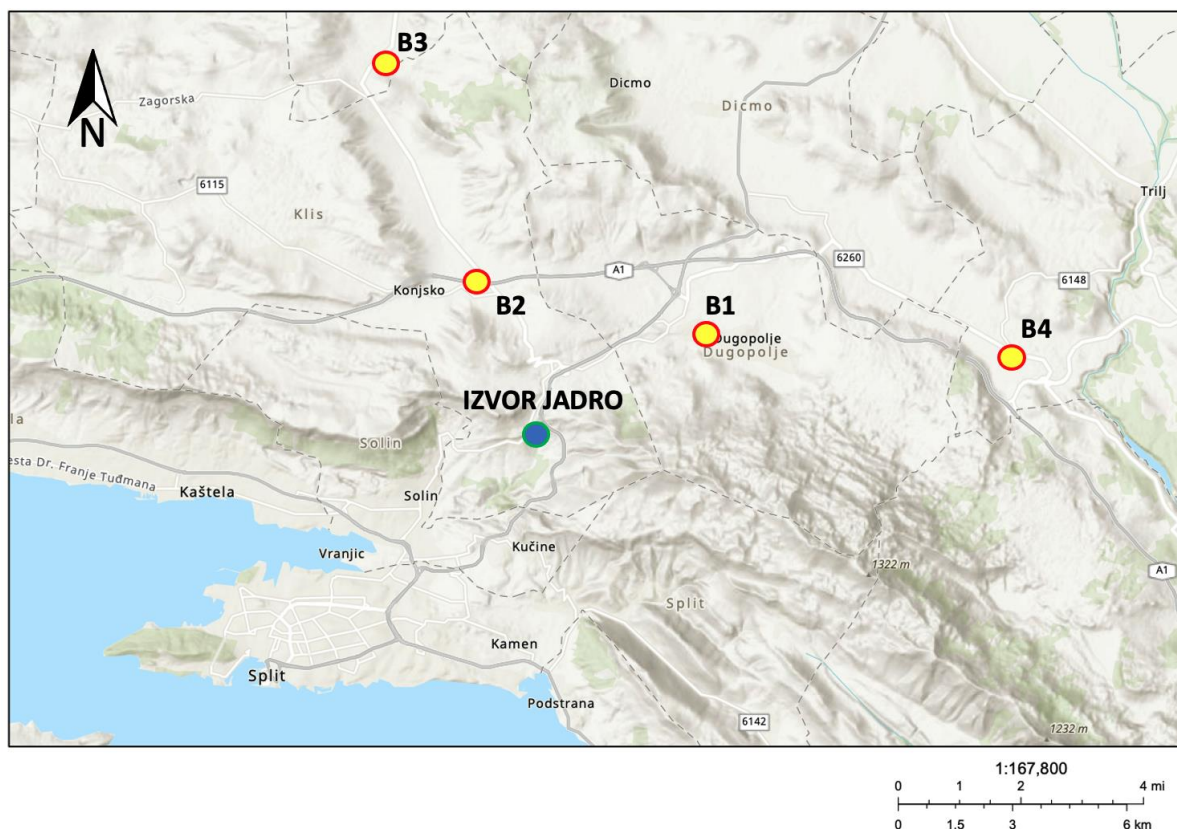 B3
Dicmo
Dicmo
Zagorska
N
6115
Trilj
Klis
6260
A1
6148
Konjsko
B2
B1
B4
Dugopolje
Dugopolje
IZVOR JADRO
la
Solin
esta Dr. Franje Tuđmana
Kaštela
Solin
Vranjic
Kučine
1322 m
A1
Split
Kamen
Split
Podstrana
6142
1232 m
1:167,800
0 1 2 4 mi
0 1.5 3 6 km